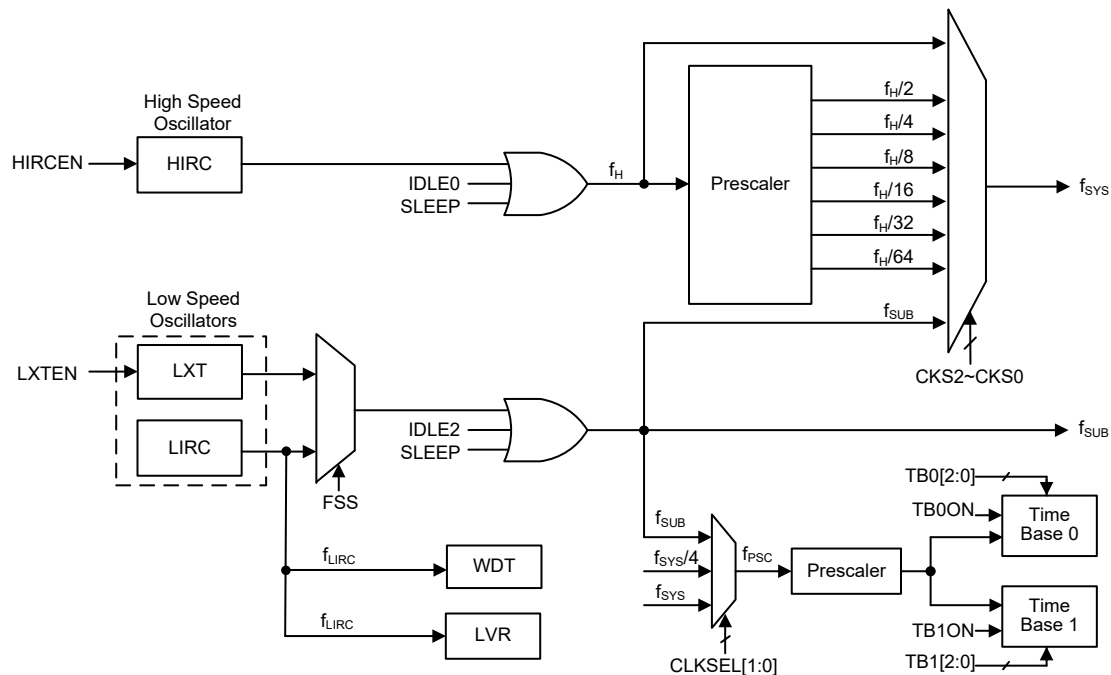 High Speed
Oscillator
HIRCEN
HIRC
IDLE0
SLEEP
fH
Prescaler
fH/2
fH/4
fH/8
fH/16
fH/32
fH/64
fSUB
fSYS
CKS2~CKS0
Low Speed
Oscillators
LXTEN
LXT
LIRC
FSS
IDLE2
SLEEP
fSUB
fLIRC
WDT
fLIRC
LVR
fSUB
fSYS/4
fSYS
CLKSEL[1:0]
fPSC
Prescaler
TB0[2:0]
TB0ON
Time
Base 0
Time
Base 1
TB1ON
TB1[2:0]